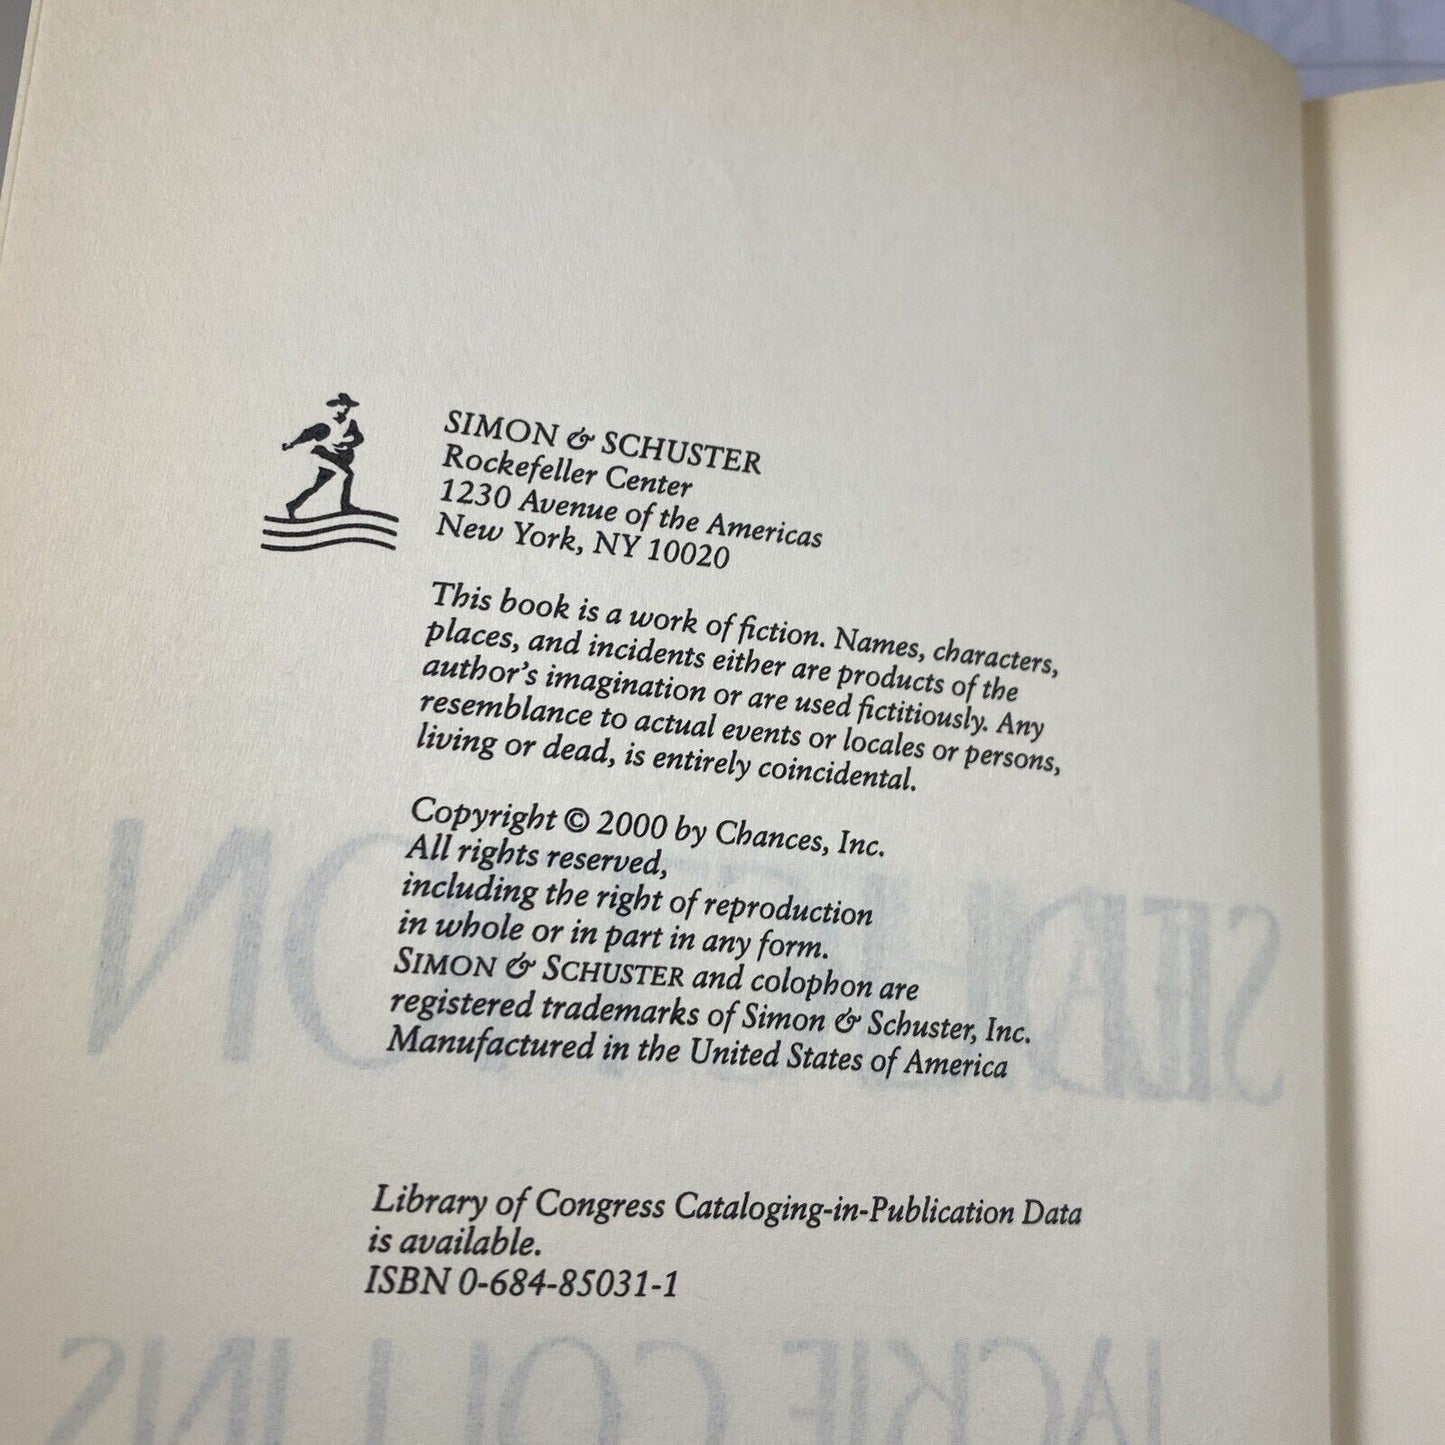 SIMON & SCHUSTER
Rockefeller Center
1230 Avenue of the Americas
New York, NY 10020
This book is a work of fiction. Names, characters,
places, and incidents either are products of the
author's imagination or are used fictitiously. Any
resemblance to actual events or locales or persons,
living or dead, is entirely coincidental.
Copyright © 2000 by Chances, Inc.
All rights reserved,
including the right of reproduction
in whole or in part in any form.
SIMON & SCHUSTER and colophon are
registered trademarks of Simon & Schuster, Inc.
Manufactured in the United States of America
Library of Congress Cataloging-in-Publication Data
is available.
ISBN 0-684-85031-1
JACKIE COLLINS